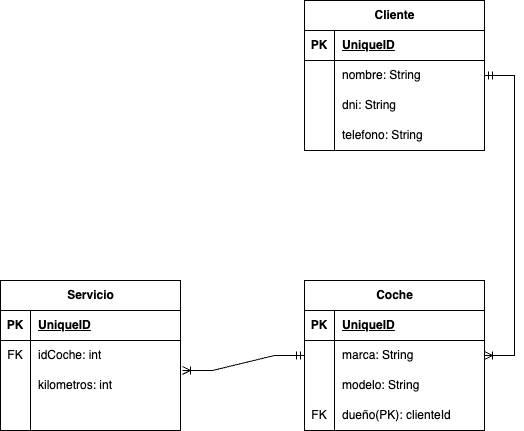 Cliente
PK UniqueID
nombre: String
dni: String
telefono: String
Servicio
PK UniqueID
FK idCoche: int
kilometros: int
Coche
PK UniqueID
marca: String
modelo: String
FK dueño(PK): clienteId